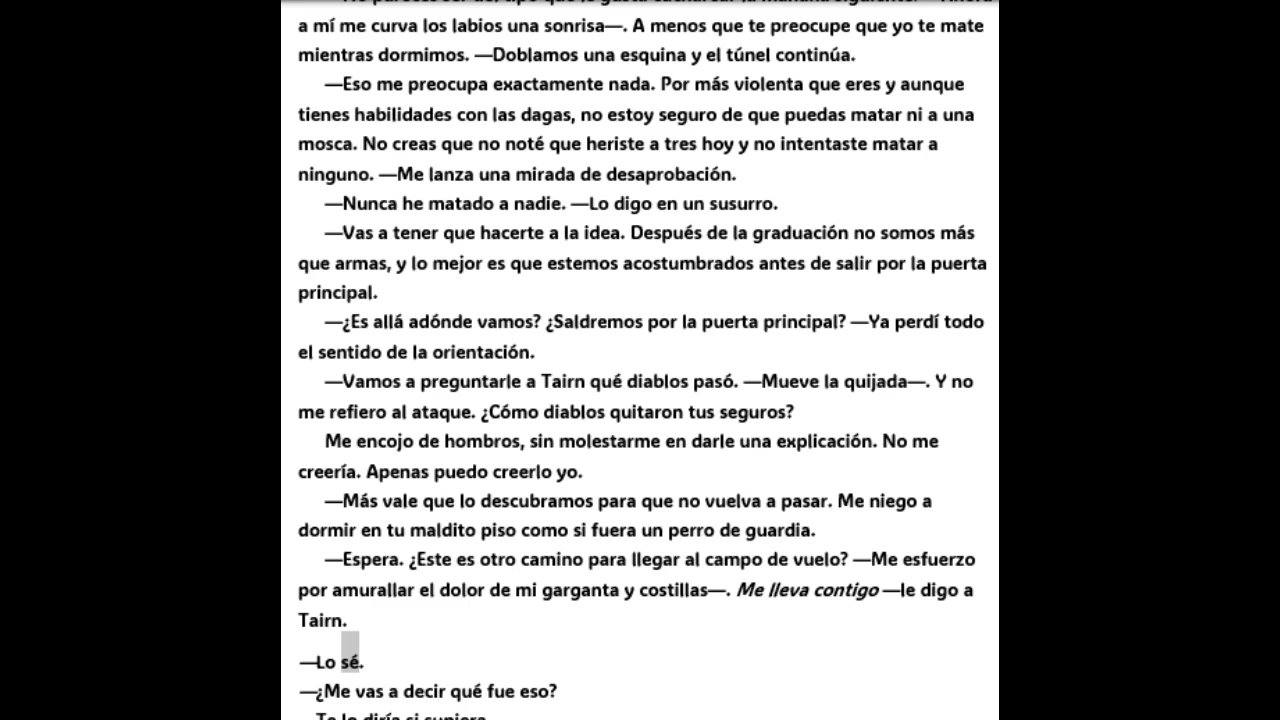 a mí me curva los labios una sonrisa—. A menos que te preocupe que yo te mate
mientras dormimos. —Doblamos una esquina y el túnel continúa.
—Eso me preocupa exactamente nada. Por más violenta que eres y aunque
tienes habilidades con las dagas, no estoy seguro de que puedas matar ni a una
mosca. No creas que no noté que heriste a tres hoy y no intentaste matar a
ninguno. —Me lanza una mirada de desaprobación.
—Nunca he matado a nadie. —Lo digo en un susurro.
—Vas a tener que hacerte a la idea. Después de la graduación no somos más
que armas, y lo mejor es que estemos acostumbrados antes de salir por la puerta
principal.
—¿Es allá adónde vamos? ¿Saldremos por la puerta principal? —Ya perdí todo
el sentido de la orientación.
—Vamos a preguntarle a Tairn qué diablos pasó. —Mueve la quijada—. Y no
me refiero al ataque. ¿Cómo diablos quitaron tus seguros?
Me encojo de hombros, sin molestarme en darle una explicación. No me
creería. Apenas puedo creerlo yo.
—Más vale que lo descubramos para que no vuelva a pasar. Me niego a
dormir en tu maldito piso como si fuera un perro de guardia.
—Espera. ¿Este es otro camino para llegar al campo de vuelo? —Me esfuerzo
por amurallar el dolor de mi garganta y costillas—. Me lleva contigo —le digo a
Tairn.
—Lo sé.
—¿Me vas a decir qué fue eso?
—Te lo diría si supiera